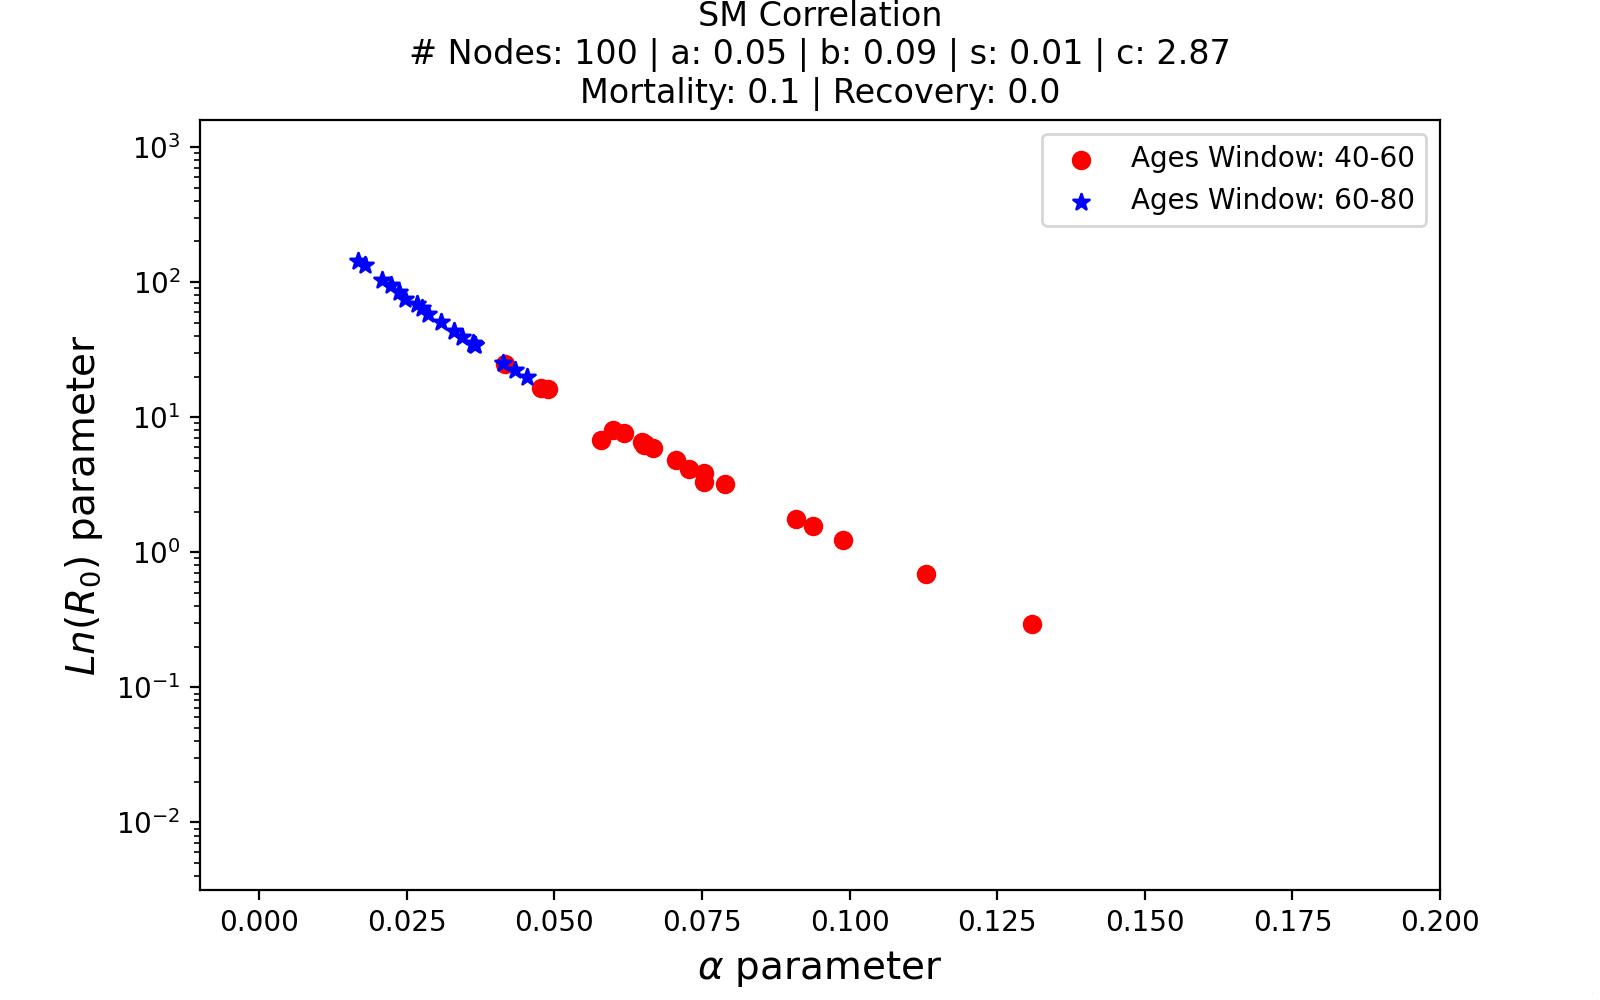 SM Correlation
# Nodes: 100 | a: 0.05 | b: 0.09 | s: 0.01 | c: 2.87
Mortality: 0.1 | Recovery: 0.0
Ages Window: 40-60
Ages Window: 60-80
10³
10²
10¹
10⁰
10⁻¹
10⁻²
Ln(R₀) parameter
0.000 0.025 0.050 0.075 0.100 0.125 0.150 0.175 0.200
α parameter